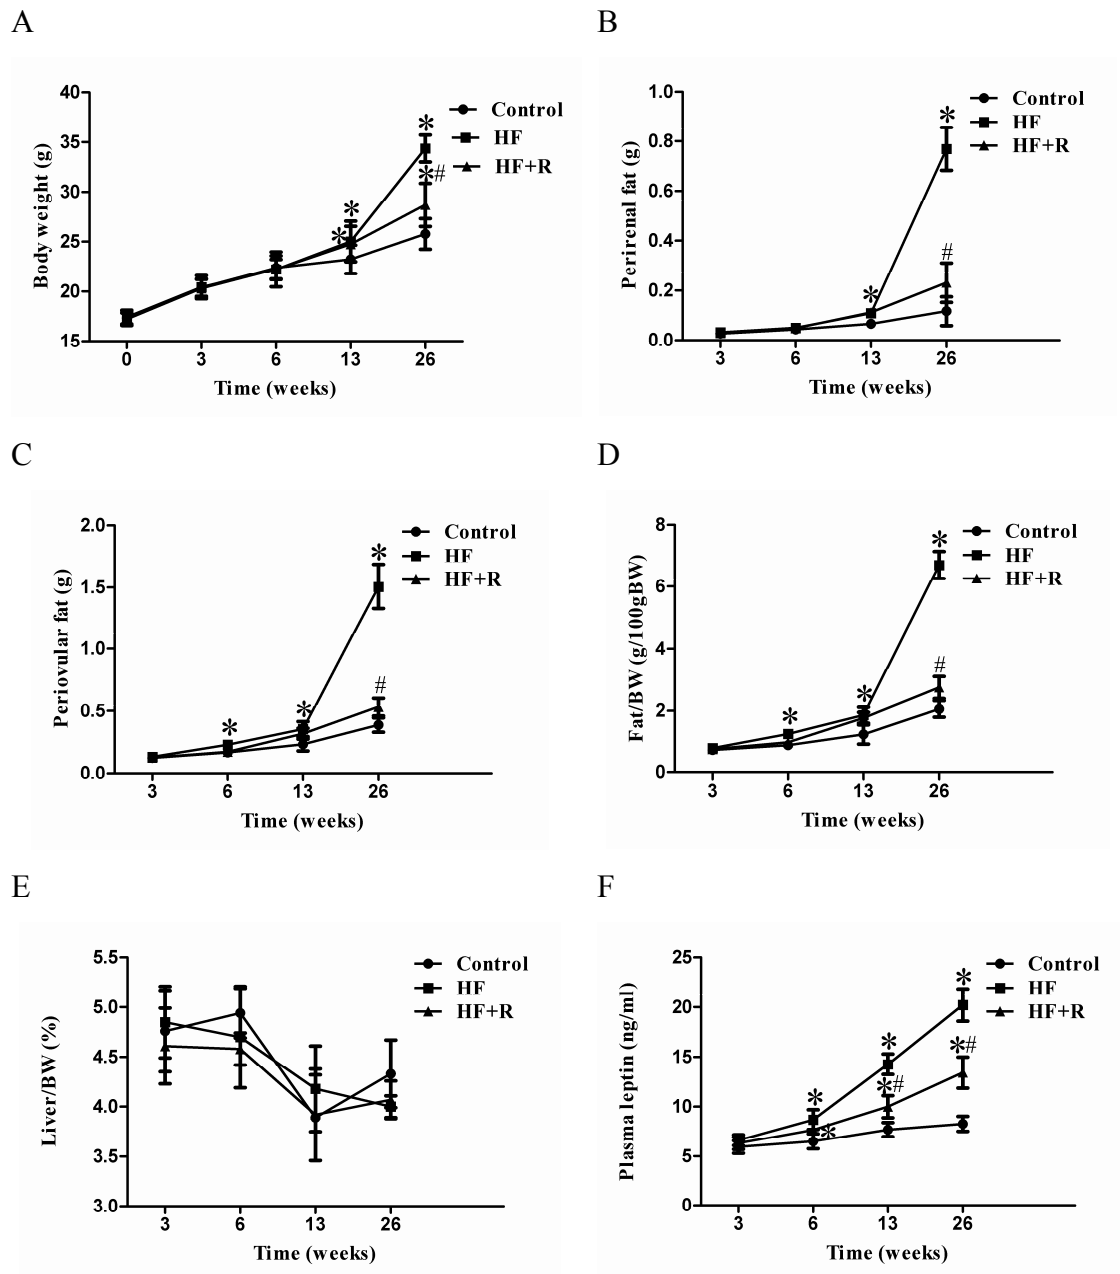 A
Body weight (g)
40
35
30
25
20
15
0 3 6 13 26
Time (weeks)
Control
HF
HF+R
*
*#
*
*
B
Perirenal fat (g)
1.0
0.8
0.6
0.4
0.2
0.0
3 6 13 26
Time (weeks)
Control
HF
HF+R
*
#
*
C
Periovular fat (g)
2.0
1.5
1.0
0.5
0.0
3 6 13 26
Time (weeks)
Control
HF
HF+R
*
#
*
*
D
Fat/BW (g/100gBW)
8
6
4
2
0
3 6 13 26
Time (weeks)
Control
HF
HF+R
*
#
*
*
E
Liver/BW (%)
5.5
5.0
4.5
4.0
3.5
3.0
3 6 13 26
Time (weeks)
Control
HF
HF+R
F
Plasma leptin (ng/ml)
25
20
15
10
5
0
3 6 13 26
Time (weeks)
Control
HF
HF+R
*
*
*#
*#
*
*